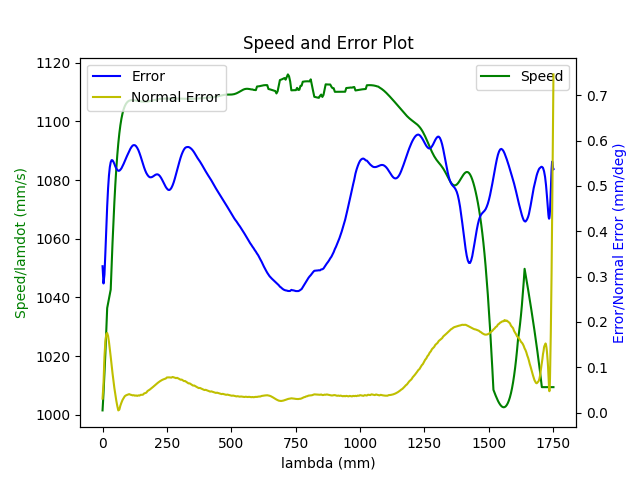 Speed and Error Plot
Error
Normal Error
Speed
1120
1100
1080
1060
1040
1020
1000
Speed/lamdot (mm/s)
0.7
0.6
0.5
0.4
0.3
0.2
0.1
0.0
Error/Normal Error (mm/deg)
0 250 500 750 1000 1250 1500 1750
lambda (mm)